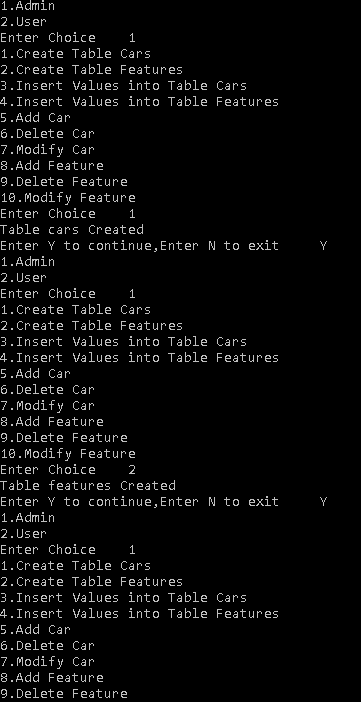 1.Admin
2.User
Enter Choice    1
1.Create Table Cars
2.Create Table Features
3.Insert Values into Table Cars
4.Insert Values into Table Features
5.Add Car
6.Delete Car
7.Modify Car
8.Add Feature
9.Delete Feature
10.Modify Feature
Enter Choice    1
Table cars Created
Enter Y to continue,Enter N to exit     Y
1.Admin
2.User
Enter Choice    1
1.Create Table Cars
2.Create Table Features
3.Insert Values into Table Cars
4.Insert Values into Table Features
5.Add Car
6.Delete Car
7.Modify Car
8.Add Feature
9.Delete Feature
10.Modify Feature
Enter Choice    2
Table features Created
Enter Y to continue,Enter N to exit     Y
1.Admin
2.User
Enter Choice    1
1.Create Table Cars
2.Create Table Features
3.Insert Values into Table Cars
4.Insert Values into Table Features
5.Add Car
6.Delete Car
7.Modify Car
8.Add Feature
9.Delete Feature